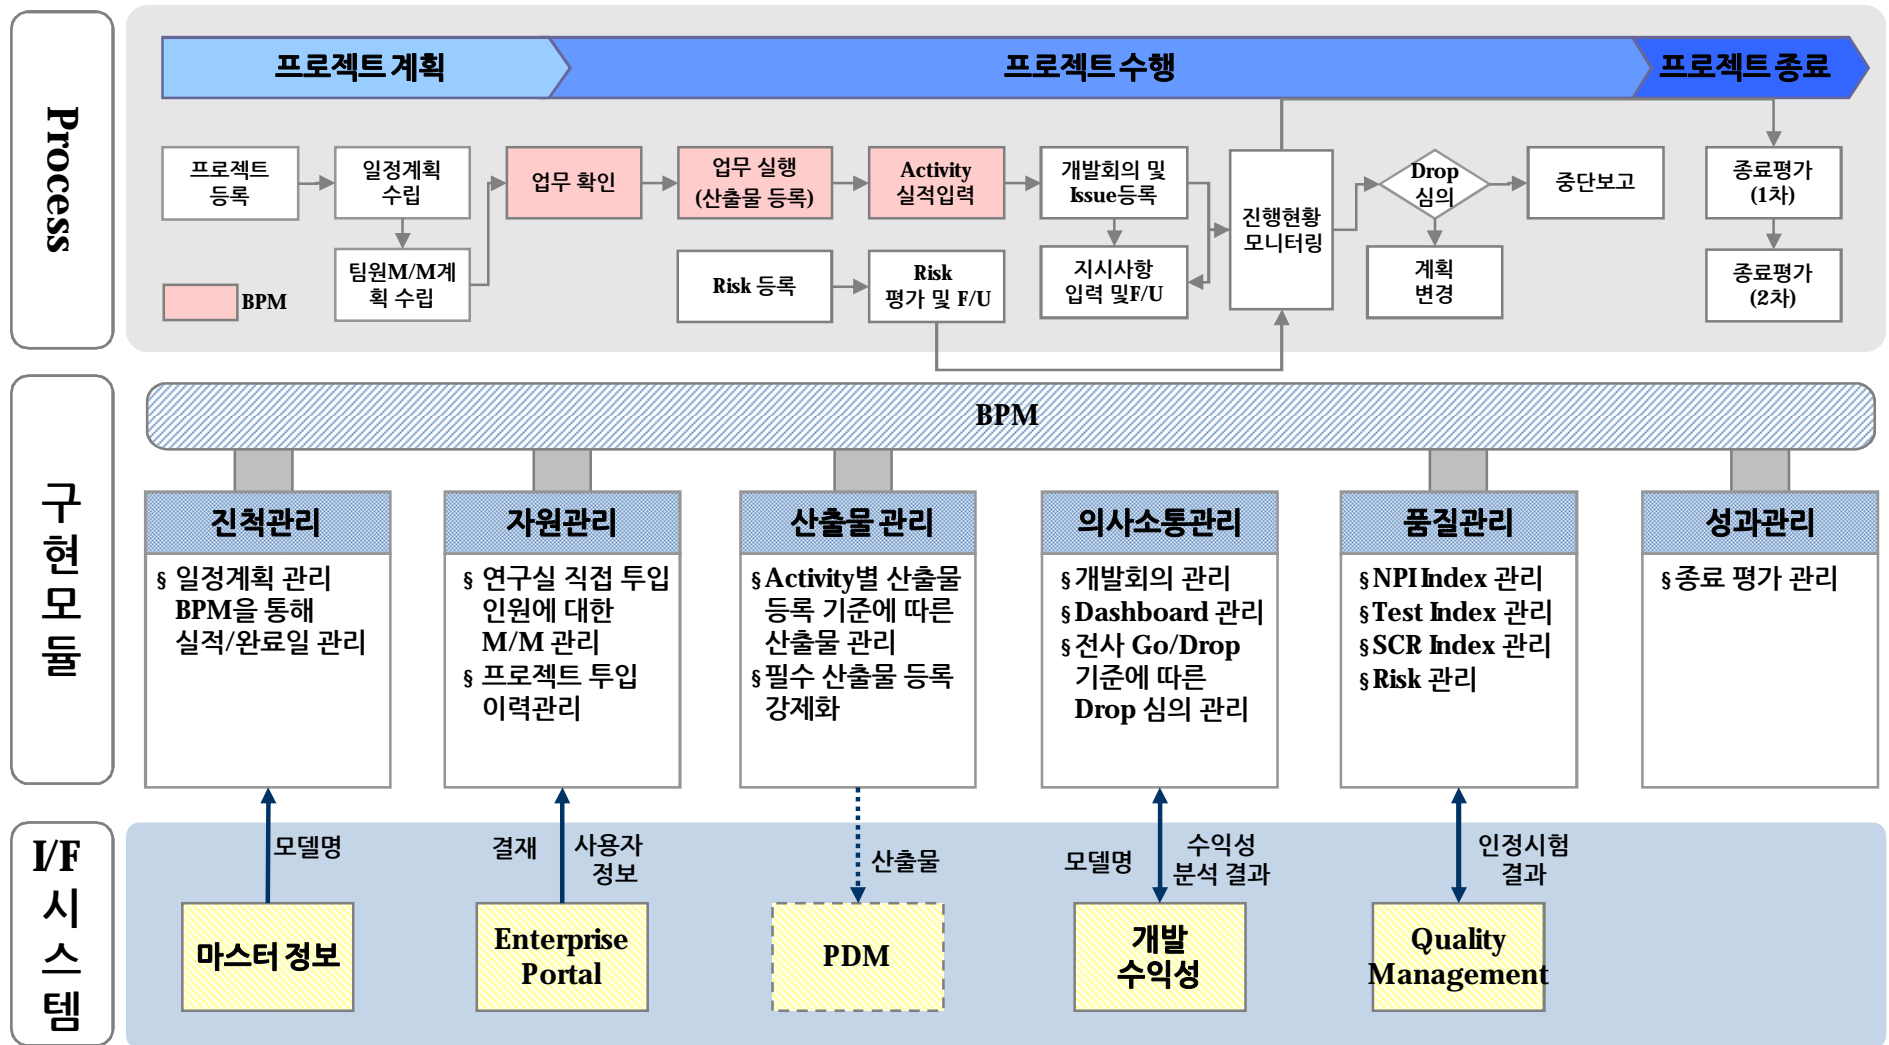 Process
프로젝트 계획
프로젝트 수행
프로젝트 종료
프로젝트
등록
일정계획
수립
팀원M/M계
획 수립
업무 확인
업무 실행
(산출물 등록)
Activity
실적입력
개발회의 및
Issue등록
Risk 등록
Risk
평가 및 F/U
지시사항
입력 및F/U
진행현황
모니터링
Drop
심의
계획
변경
중단보고
종료평가
(1차)
종료평가
(2차)
BPM
구
현
모
듈
BPM
진척관리
§ 일정계획 관리
BPM을 통해
실적/완료일 관리
자원관리
§ 연구실 직접 투입
인원에 대한
M/M 관리
§ 프로젝트 투입
이력관리
산출물 관리
§Activity별 산출물
등록 기준에 따른
산출물 관리
§필수 산출물 등록
강제화
의사소통관리
§개발회의 관리
§Dashboard 관리
§전사 Go/Drop
기준에 따른
Drop 심의 관리
품질관리
§NPI Index 관리
§Test Index 관리
§SCR Index 관리
§Risk 관리
성과관리
§종료 평가 관리
I/F
시
스
템
모델명
결재
사용자
정보
산출물
모델명
수익성
분석 결과
인정시험
결과
마스터 정보
Enterprise
Portal
PDM
개발
수익성
Quality
Management